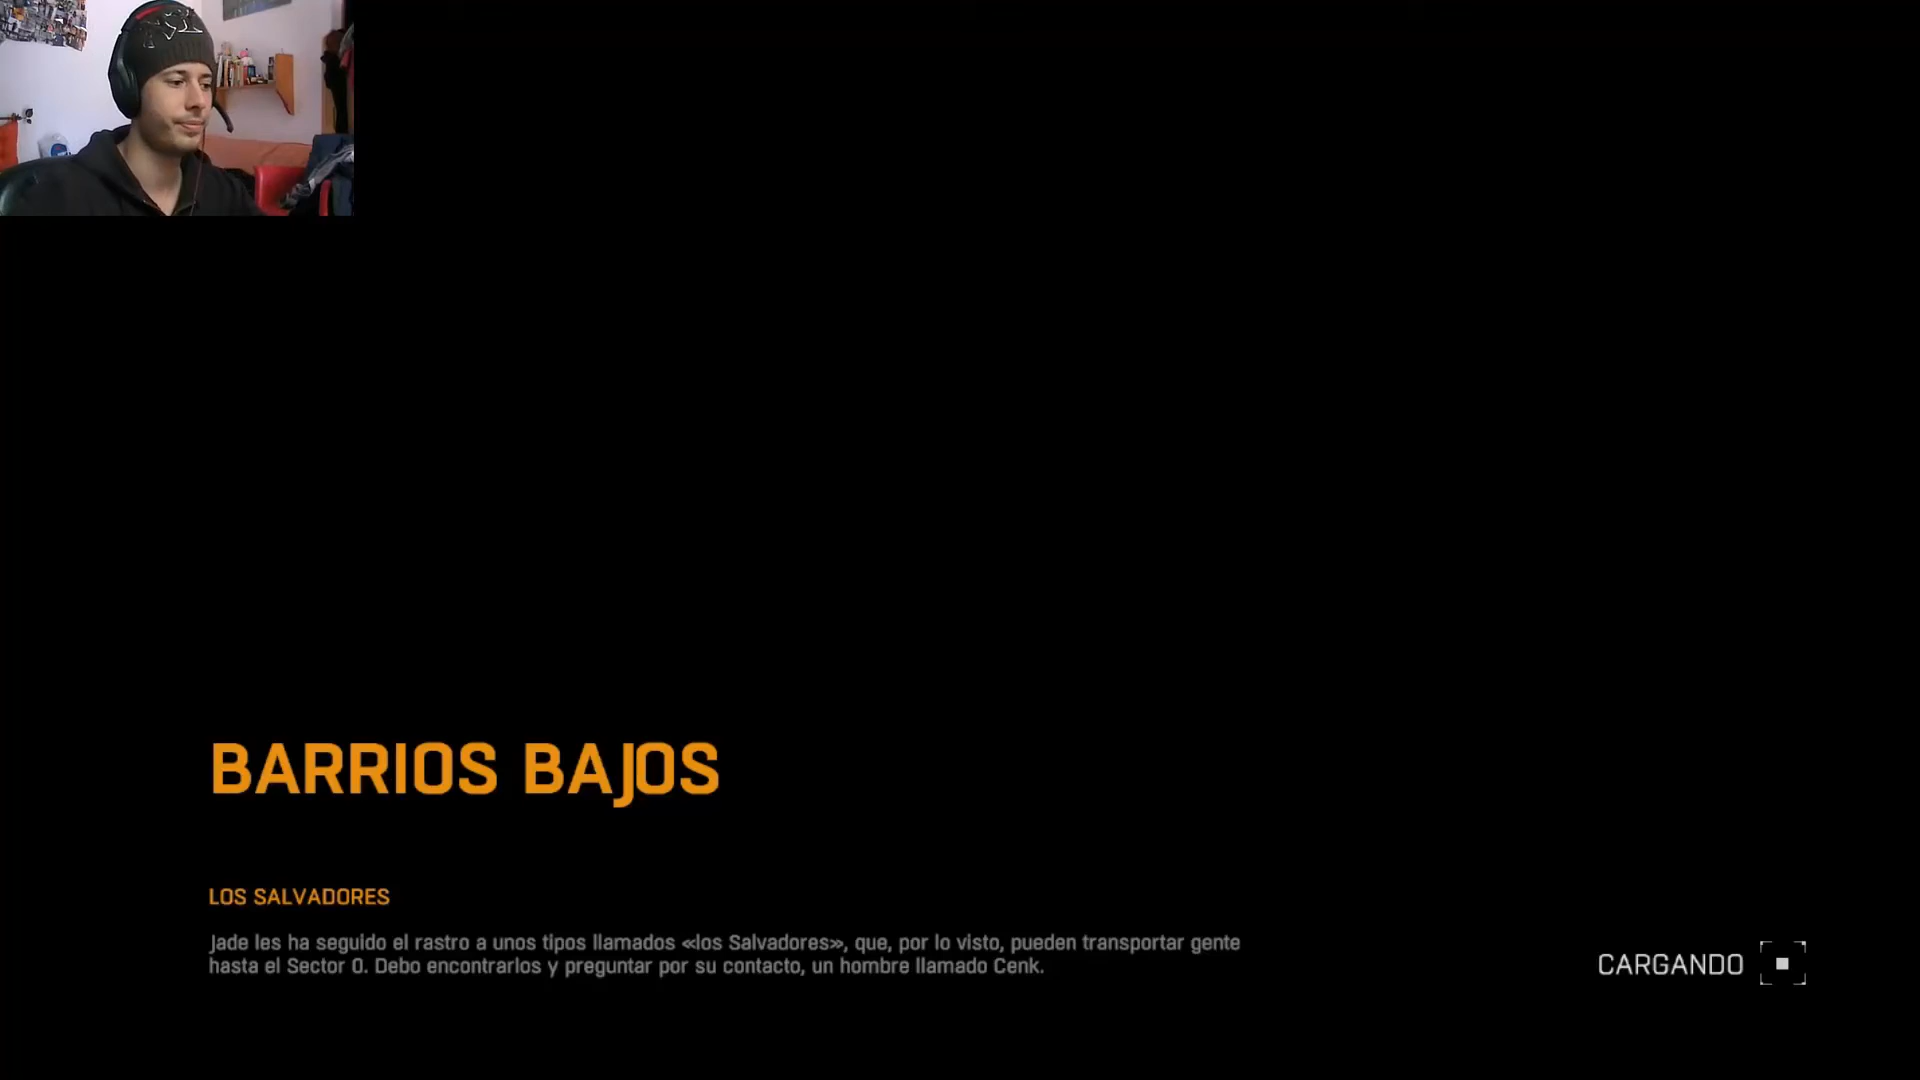 BARRIOS BAJOS
LOS SALVADORES
Jade les ha seguido el rastro a unos tipos llamados «los Salvadores», que, por lo visto, pueden transportar gente
hasta el Sector 0. Debo encontrarlos y preguntar por su contacto, un hombre llamado Cenk.
CARGANDO